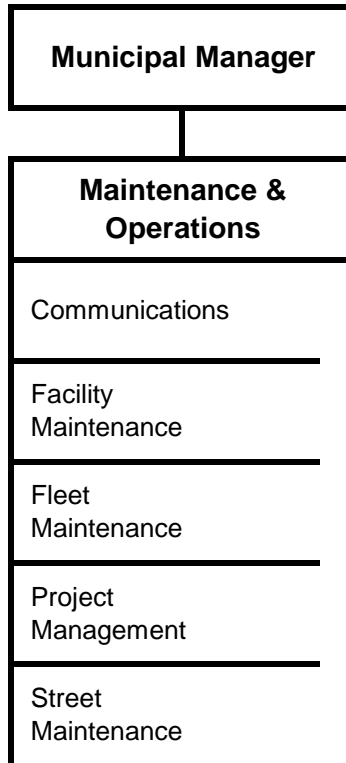 Municipal Manager
Maintenance &
Operations
Communications
Facility
Maintenance
Fleet
Maintenance
Project
Management
Street
Maintenance